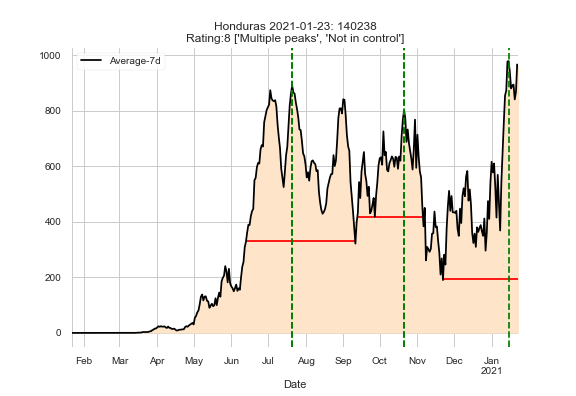 Honduras 2021-01-23: 140238
Rating:8 ['Multiple peaks', 'Not in control']
1000
Average-7d
800
600
400
200
0
Feb Mar Apr May Jun Jul Aug Sep Oct Nov Dec Jan
2021
Date